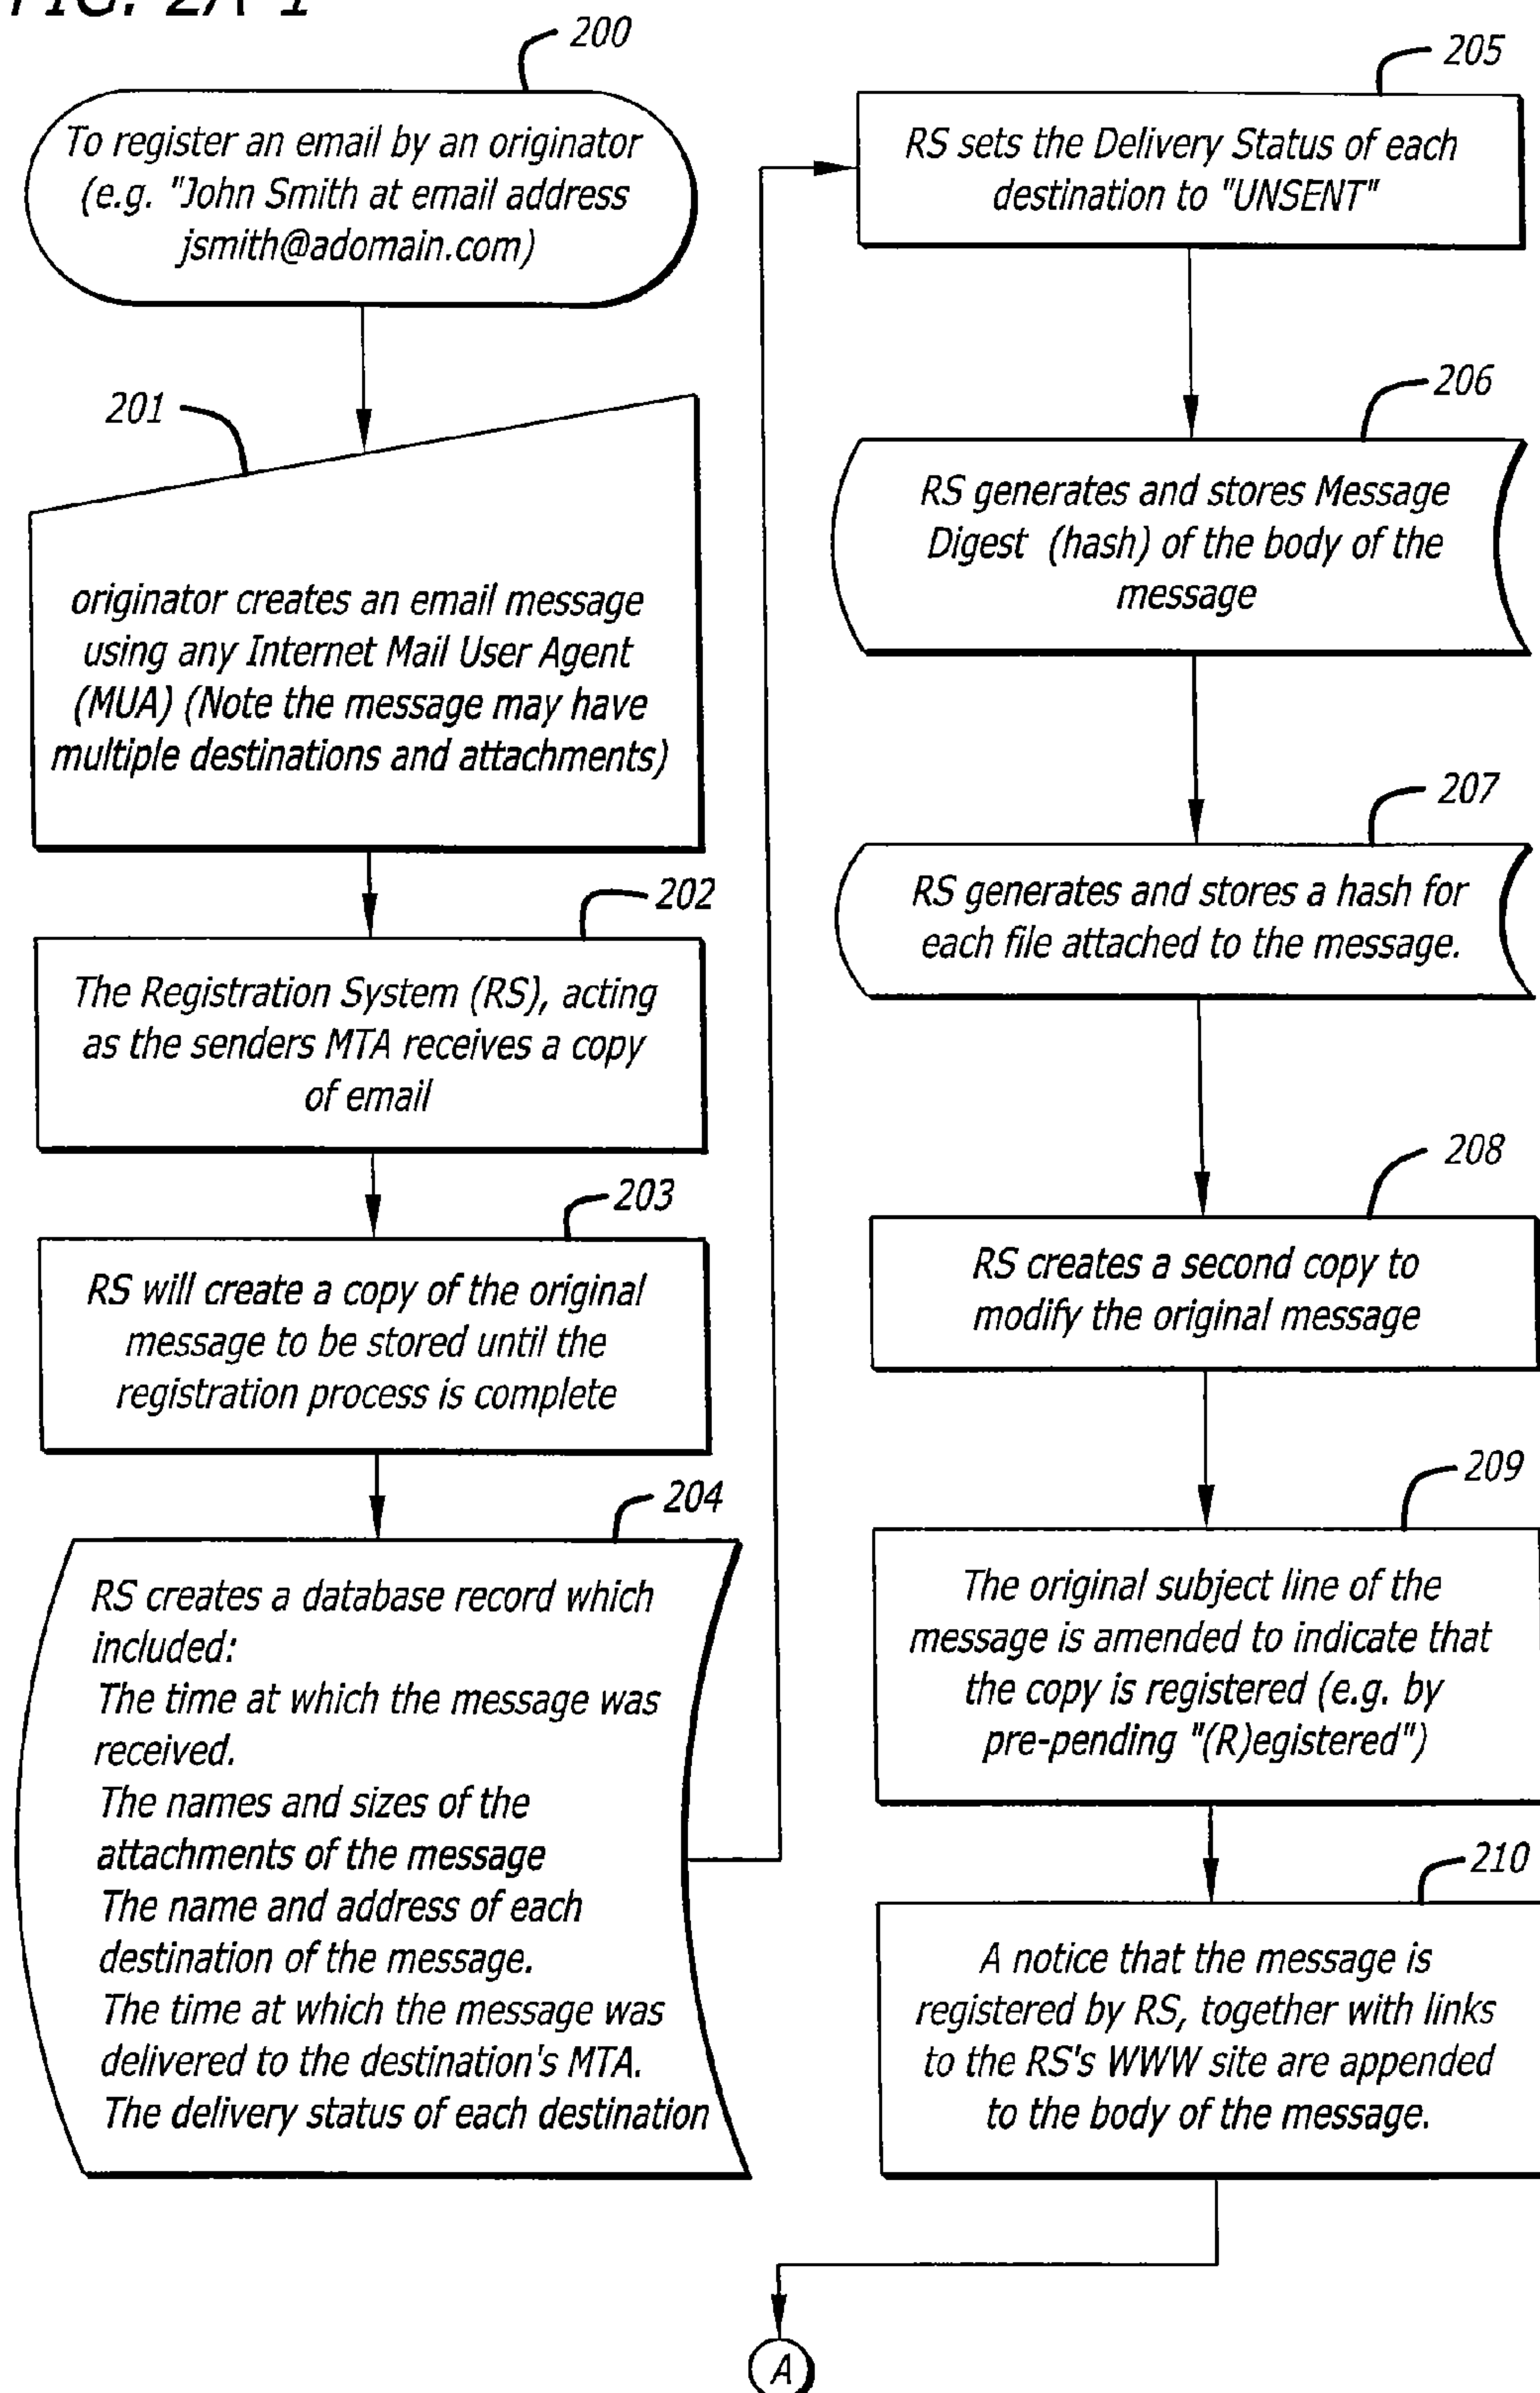 FIG. 2A-1
200
To register an email by an originator
(e.g. "John Smith at email address
jsmith@adomain.com)
201
originator creates an email message
using any Internet Mail User Agent
(MUA) (Note the message may have
multiple destinations and attachments)
202
The Registration System (RS), acting
as the senders MTA receives a copy
of email
203
RS will create a copy of the original
message to be stored until the
registration process is complete
204
RS creates a database record which
included:
The time at which the message was
received.
The names and sizes of the
attachments of the message
The name and address of each
destination of the message.
The time at which the message was
delivered to the destination's MTA.
The delivery status of each destination
205
RS sets the Delivery Status of each
destination to "UNSENT"
206
RS generates and stores Message
Digest (hash) of the body of the
message
207
RS generates and stores a hash for
each file attached to the message.
208
RS creates a second copy to
modify the original message
209
The original subject line of the
message is amended to indicate that
the copy is registered (e.g. by
pre-pending "(R)egistered")
210
A notice that the message is
registered by RS, together with links
to the RS's WWW site are appended
to the body of the message.
A